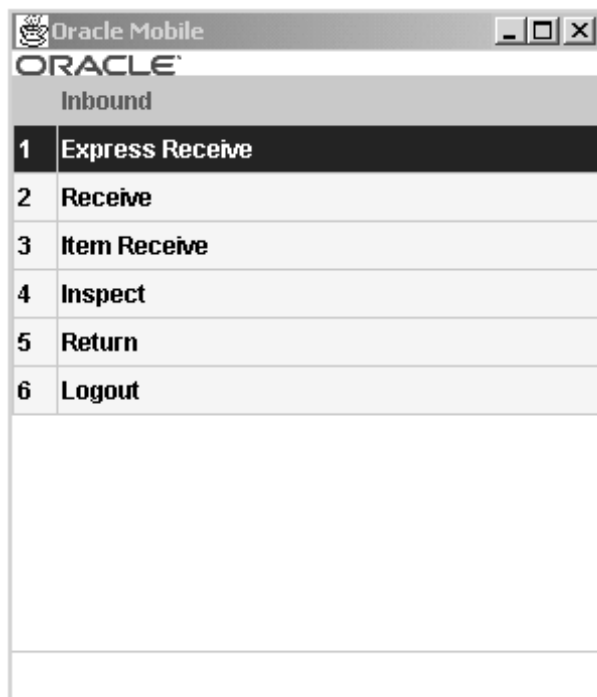 Oracle Mobile
ORACLE
Inbound
1 Express Receive
2 Receive
3 Item Receive
4 Inspect
5 Return
6 Logout